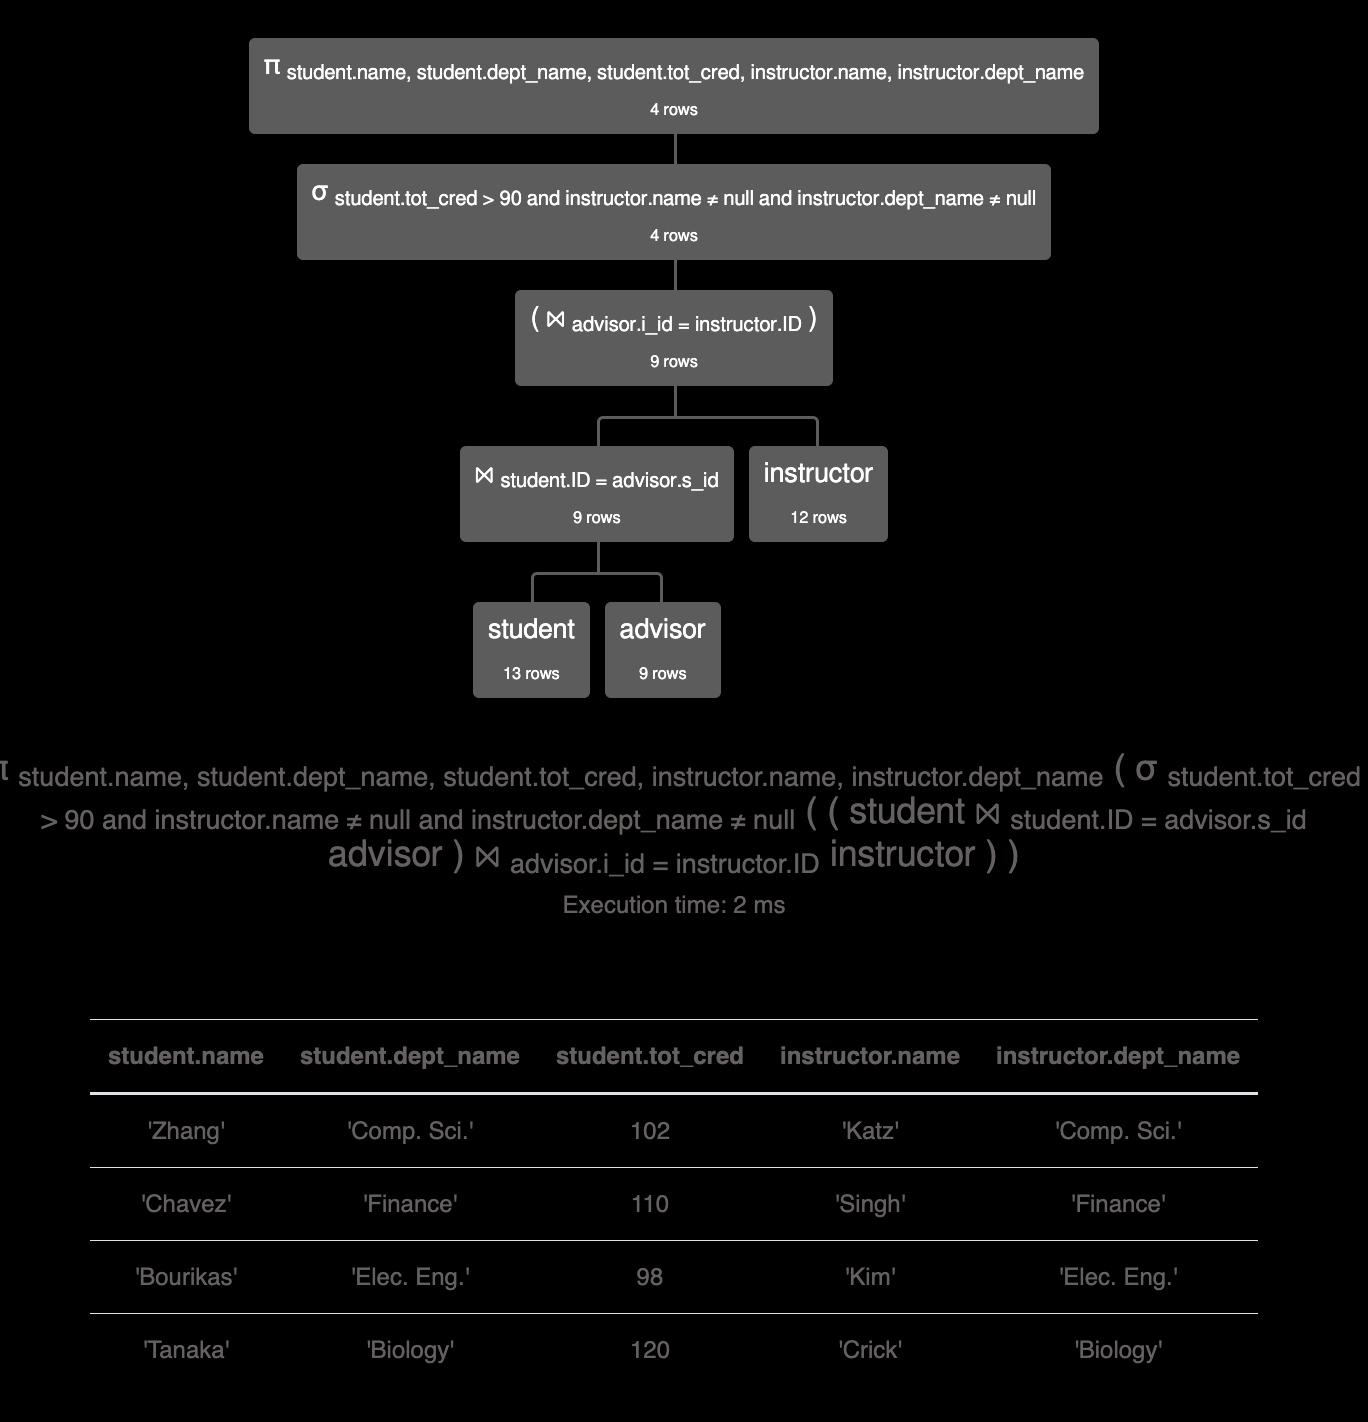 π student.name, student.dept_name, student.tot_cred, instructor.name, instructor.dept_name
4 rows
σ student.tot_cred > 90 and instructor.name ≠ null and instructor.dept_name ≠ null
4 rows
( ⋈ advisor.i_id = instructor.ID )
9 rows
⋈ student.ID = advisor.s_id
9 rows
instructor
12 rows
student
13 rows
advisor
9 rows
π student.name, student.dept_name, student.tot_cred, instructor.name, instructor.dept_name ( σ student.tot_cred
> 90 and instructor.name ≠ null and instructor.dept_name ≠ null ( ( student ⋈ student.ID = advisor.s_id
advisor ) ⋈ advisor.i_id = instructor.ID instructor ) )
Execution time: 2 ms
student.name student.dept_name student.tot_cred instructor.name instructor.dept_name
'Zhang' 'Comp. Sci.' 102 'Katz' 'Comp. Sci.'
'Chavez' 'Finance' 110 'Singh' 'Finance'
'Bourikas' 'Elec. Eng.' 98 'Kim' 'Elec. Eng.'
'Tanaka' 'Biology' 120 'Crick' 'Biology'